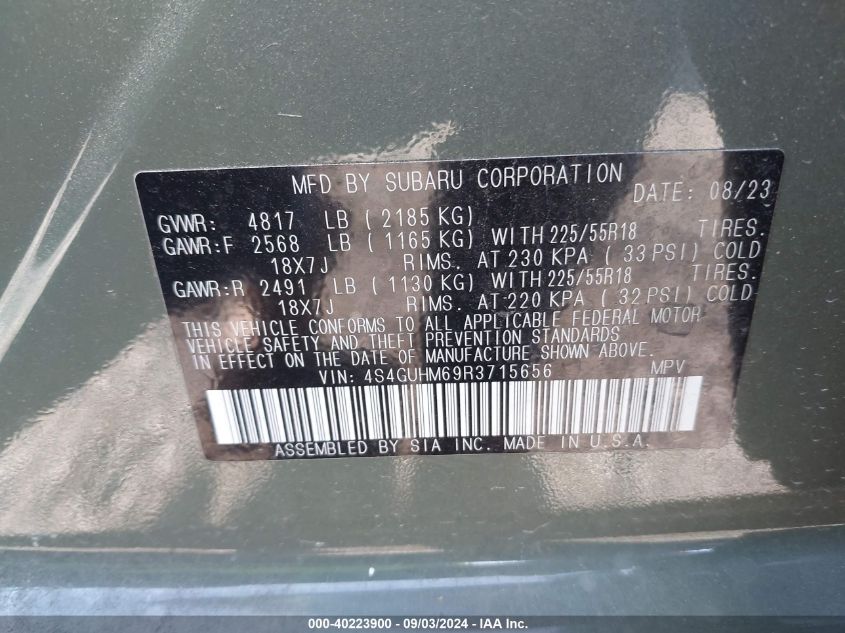 MFD BY SUBARU CORPORATION DATE: 08/23
GVWR: 4817 LB ( 2185 KG)
GAWR:F 2568 LB ( 1165 KG) WITH 225/55R18 TIRES.
18X7J RIMS. AT 230 KPA ( 33 PSI) COLD
GAWR:R 2491 LB ( 1130 KG) WITH 225/55R18 TIRES.
18X7J RIMS. AT 220 KPA ( 32 PSI) COLD
THIS VEHICLE CONFORMS TO ALL APPLICABLE FEDERAL MOTOR
VEHICLE SAFETY AND THEFT PREVENTION STANDARDS
IN EFFECT ON THE DATE OF MANUFACTURE SHOWN ABOVE.
VIN: 4S4GUHM69R3715656 MPV
ASSEMBLED BY SIA INC. MADE IN U.S.A.
000-40223900 - 09/03/2024 - © IAA Inc.